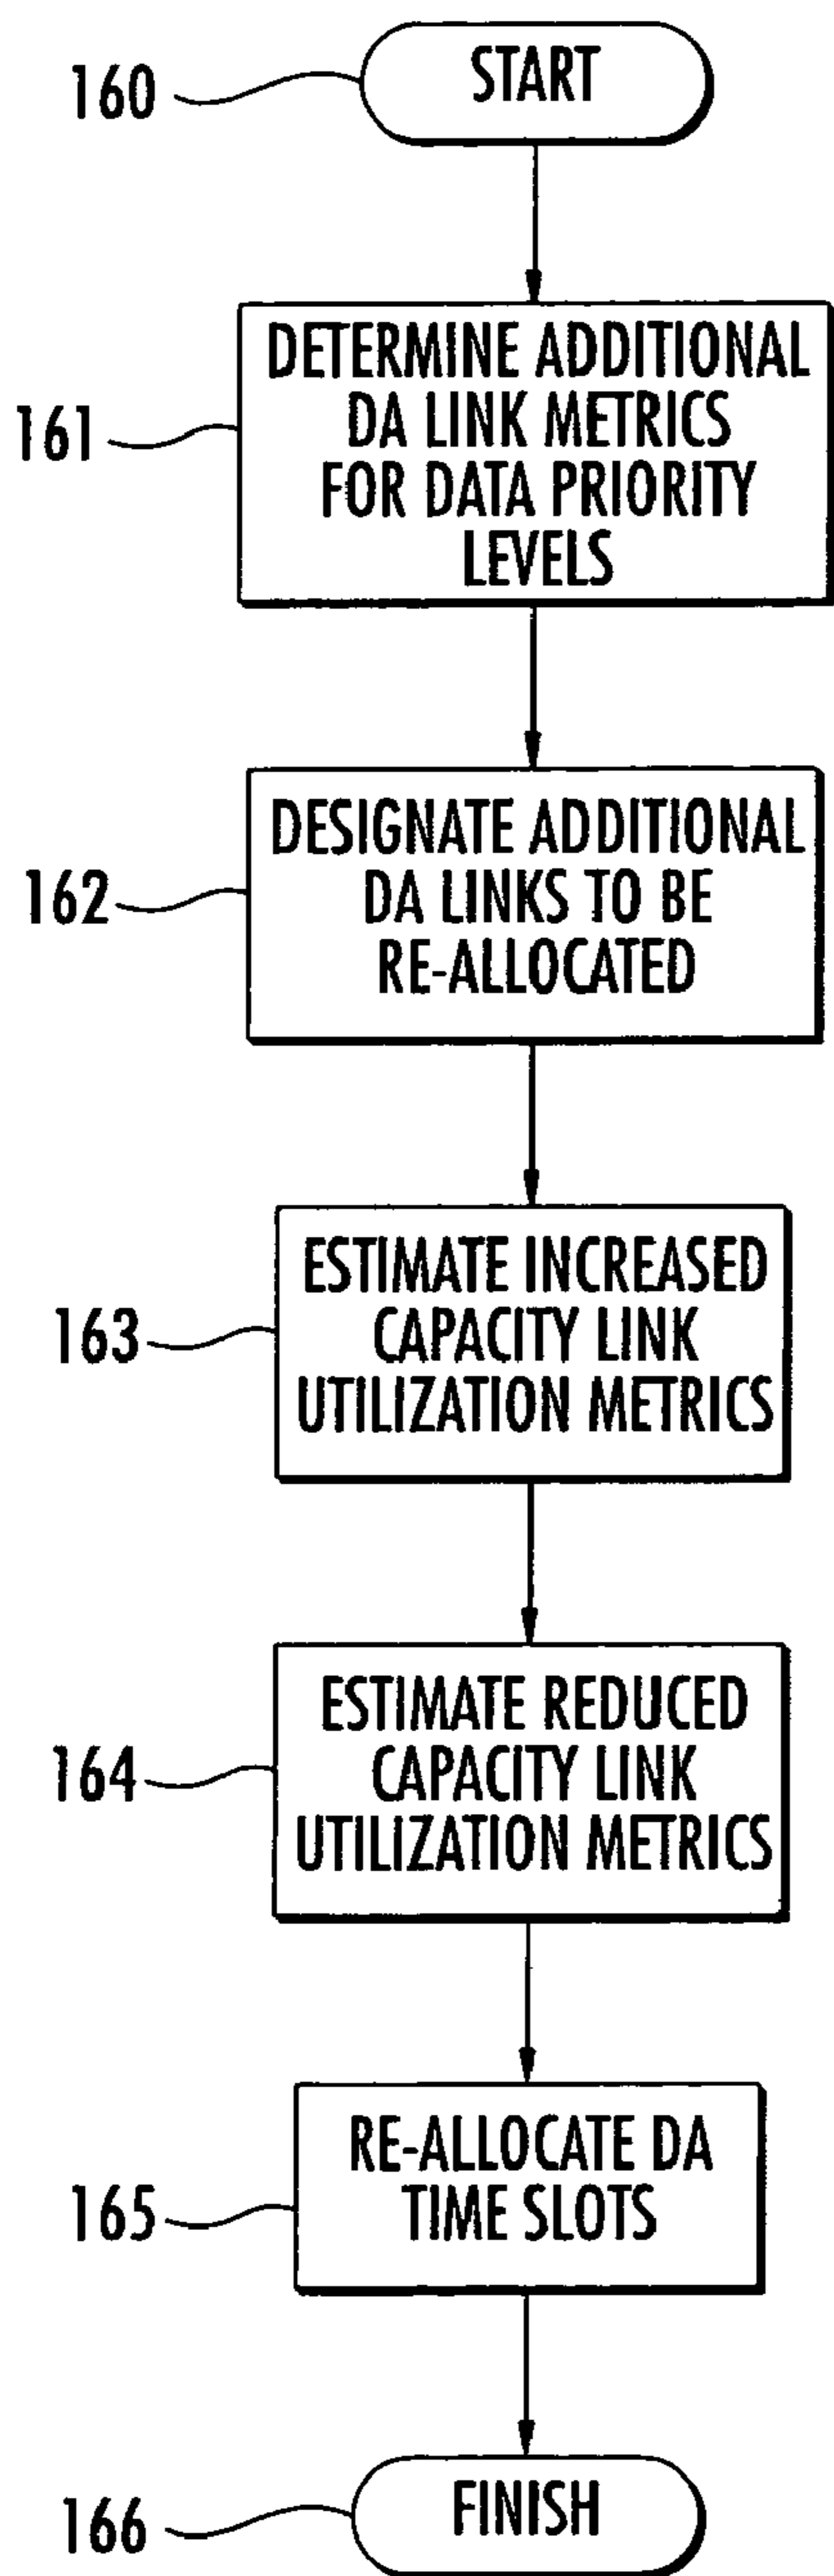 160
START
161
DETERMINE ADDITIONAL
DA LINK METRICS
FOR DATA PRIORITY
LEVELS
162
DESIGNATE ADDITIONAL
DA LINKS TO BE
RE-ALLOCATED
163
ESTIMATE INCREASED
CAPACITY LINK
UTILIZATION METRICS
164
ESTIMATE REDUCED
CAPACITY LINK
UTILIZATION METRICS
165
RE-ALLOCATE DA
TIME SLOTS
166
FINISH